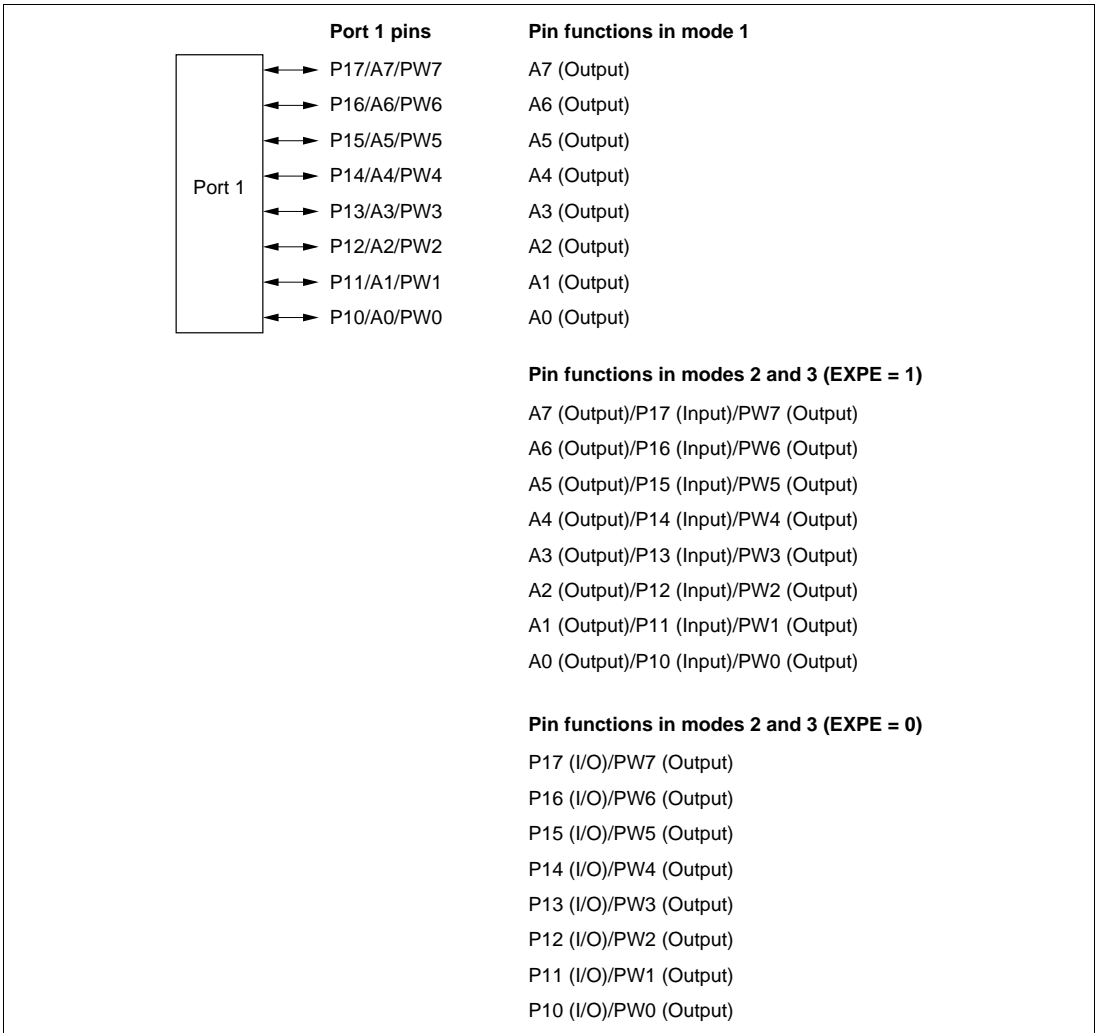 Port 1 pins Pin functions in mode 1
P17/A7/PW7 A7 (Output)
P16/A6/PW6 A6 (Output)
P15/A5/PW5 A5 (Output)
P14/A4/PW4 A4 (Output)
Port 1
P13/A3/PW3 A3 (Output)
P12/A2/PW2 A2 (Output)
P11/A1/PW1 A1 (Output)
P10/A0/PW0 A0 (Output)
Pin functions in modes 2 and 3 (EXPE = 1)
A7 (Output)/P17 (Input)/PW7 (Output)
A6 (Output)/P16 (Input)/PW6 (Output)
A5 (Output)/P15 (Input)/PW5 (Output)
A4 (Output)/P14 (Input)/PW4 (Output)
A3 (Output)/P13 (Input)/PW3 (Output)
A2 (Output)/P12 (Input)/PW2 (Output)
A1 (Output)/P11 (Input)/PW1 (Output)
A0 (Output)/P10 (Input)/PW0 (Output)
Pin functions in modes 2 and 3 (EXPE = 0)
P17 (I/O)/PW7 (Output)
P16 (I/O)/PW6 (Output)
P15 (I/O)/PW5 (Output)
P14 (I/O)/PW4 (Output)
P13 (I/O)/PW3 (Output)
P12 (I/O)/PW2 (Output)
P11 (I/O)/PW1 (Output)
P10 (I/O)/PW0 (Output)